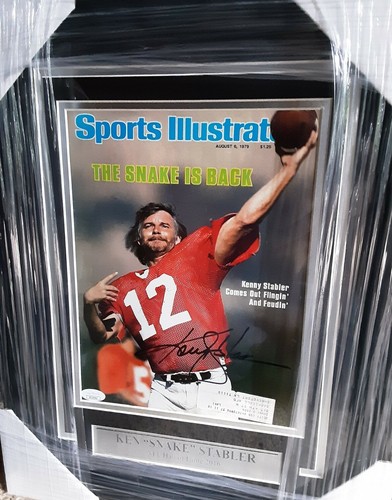 Sports Illustrat
AUGUST 6, 1979 $1.25
THE SNAKE IS BACK
Kenny Stabler
Comes Out Flingin'
And Feudin'
12
5
KEN "SNAKE" STABLER